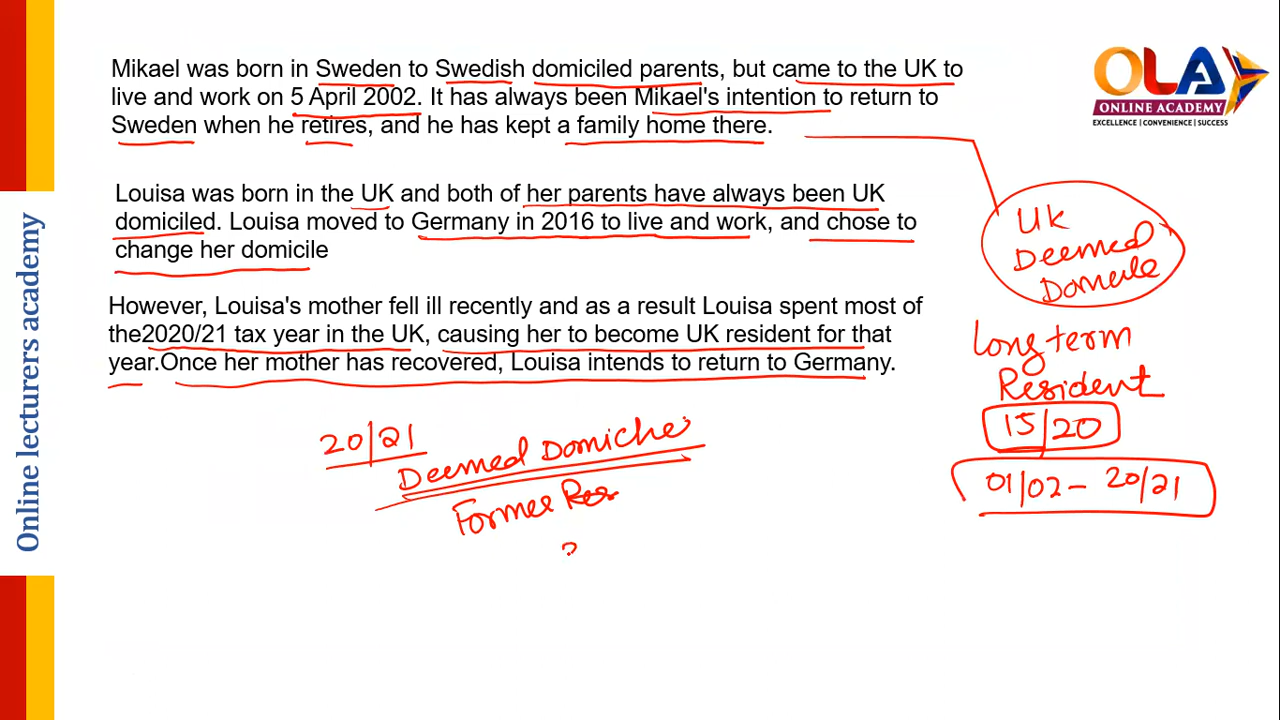 Mikael was born in Sweden to Swedish domiciled parents, but came to the UK to
live and work on 5 April 2002. It has always been Mikael's intention to return to
Sweden when he retires, and he has kept a family home there.
Louisa was born in the UK and both of her parents have always been UK
domiciled. Louisa moved to Germany in 2016 to live and work, and chose to
change her domicile
However, Louisa's mother fell ill recently and as a result Louisa spent most of
the2020/21 tax year in the UK, causing her to become UK resident for that
year.Once her mother has recovered, Louisa intends to return to Germany.
20/21
Deemed Domiche
Former
OLA
ONLINE ACADEMY
EXCELLENCE | CONVENIENCE | SUCCESS
Uk
Deemed
Domicile
Long term
Resident
15/20
01/02 - 20/21
Online lecturers academy